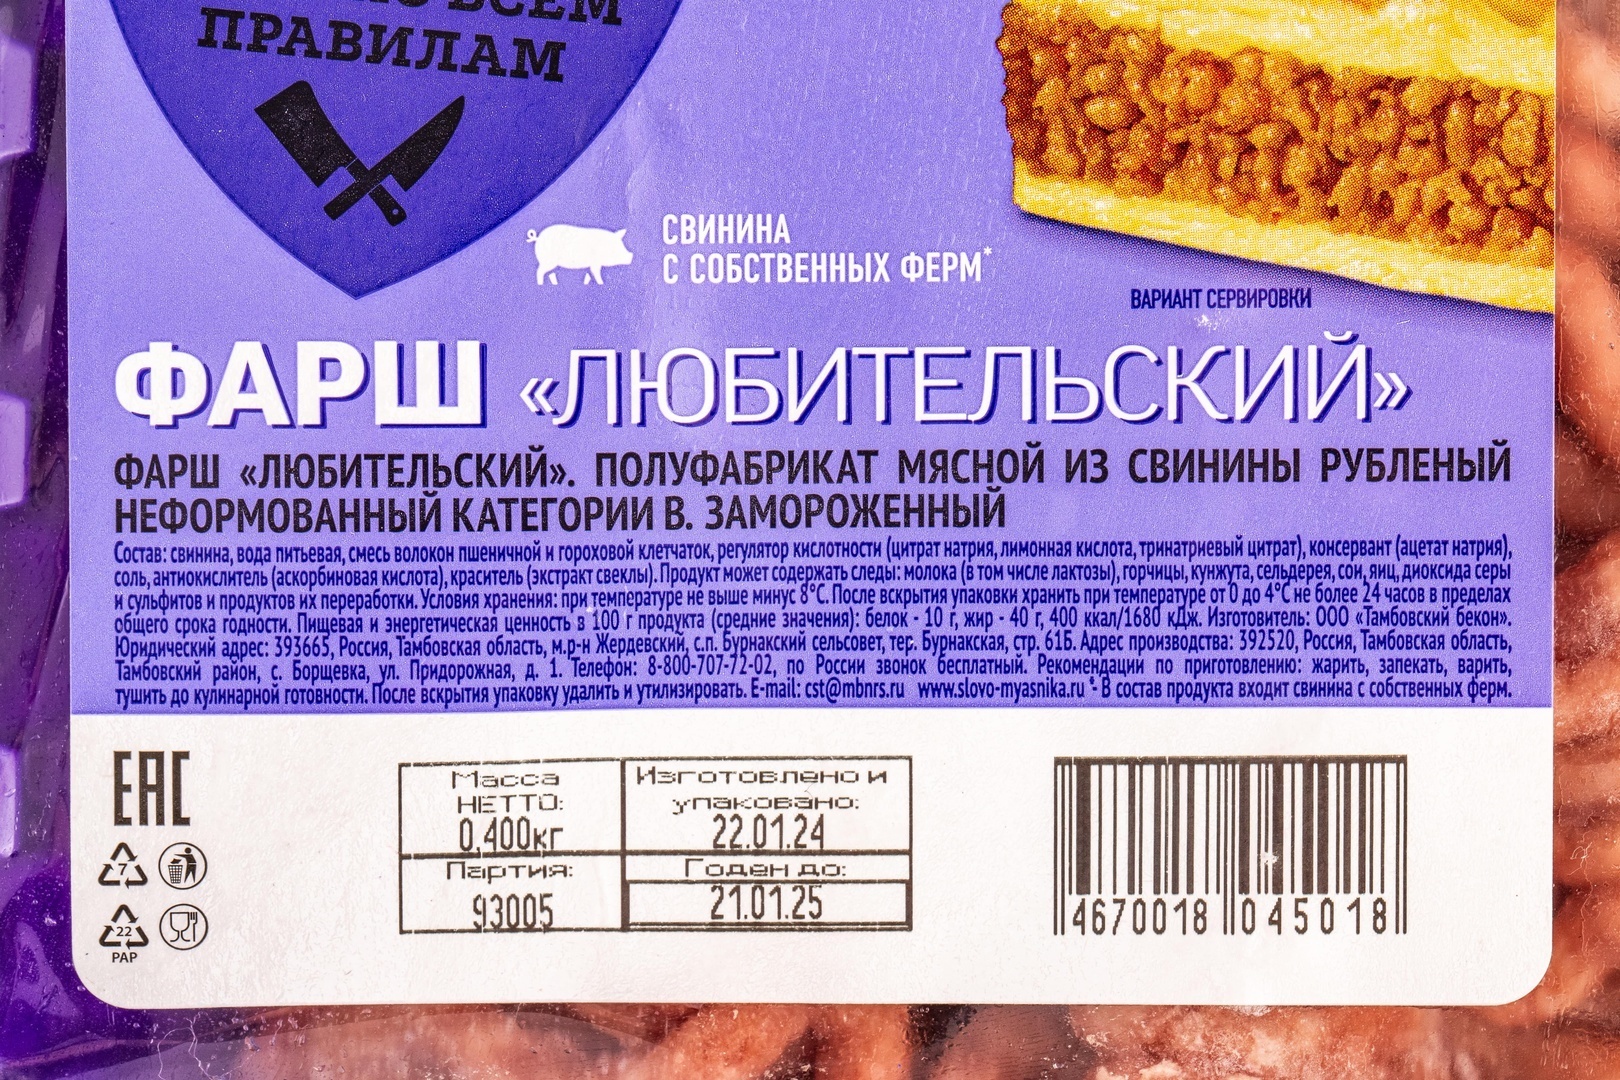 ВСЕМ
ПРАВИЛАМ
СВИНИНА
С СОБСТВЕННЫХ ФЕРМ*
ВАРИАНТ СЕРВИРОВКИ
ФАРШ «ЛЮБИТЕЛЬСКИЙ»
ФАРШ «ЛЮБИТЕЛЬСКИЙ». ПОЛУФАБРИКАТ МЯСНОЙ ИЗ СВИНИНЫ РУБЛЕНЫЙ
НЕФОРМОВАННЫЙ КАТЕГОРИИ В. ЗАМОРОЖЕННЫЙ
Состав: свинина, вода питьевая, смесь волокон пшеничной и гороховой клетчаток, регулятор кислотности (цитрат натрия, лимонная кислота, тринатриевый цитрат), консервант (ацетат натрия),
соль, антиокислитель (аскорбиновая кислота), краситель (экстракт свеклы). Продукт может содержать следы: молока (в том числе лактозы), горчицы, кунжута, сельдерея, сои, яиц, диоксида серы
и сульфитов и продуктов их переработки. Условия хранения: при температуре не выше минус 8°С. После вскрытия упаковки хранить при температуре от 0 до 4°С не более 24 часов в пределах
общего срока годности. Пищевая и энергетическая ценность в 100 г продукта (средние значения): белок - 10 г, жир - 40 г, 400 ккал/1680 кДж. Изготовитель: ООО «Тамбовский бекон».
Юридический адрес: 393665, Россия, Тамбовская область, м.р-н Жердевский, с.п. Бурнакский сельсовет, тер. Бурнакская, стр. 61Б. Адрес производства: 392520, Россия, Тамбовская область,
Тамбовский район, с. Борщевка, ул. Придорожная, д. 1. Телефон: 8-800-707-72-02, по России звонок бесплатный. Рекомендации по приготовлению: жарить, запекать, варить,
тушить до кулинарной готовности. После вскрытия упаковку удалить и утилизировать. E-mail: cst@mbnrs.ru www.slovo-myasnika.ru *- В состав продукта входит свинина с собственных ферм.
EAC
7
22
PAP
Масса
НЕТТО:
0,400кг
Партия:
93005
Изготовлено и
упаковано:
22.01.24
Годен до:
21.01.25
4670018 045018